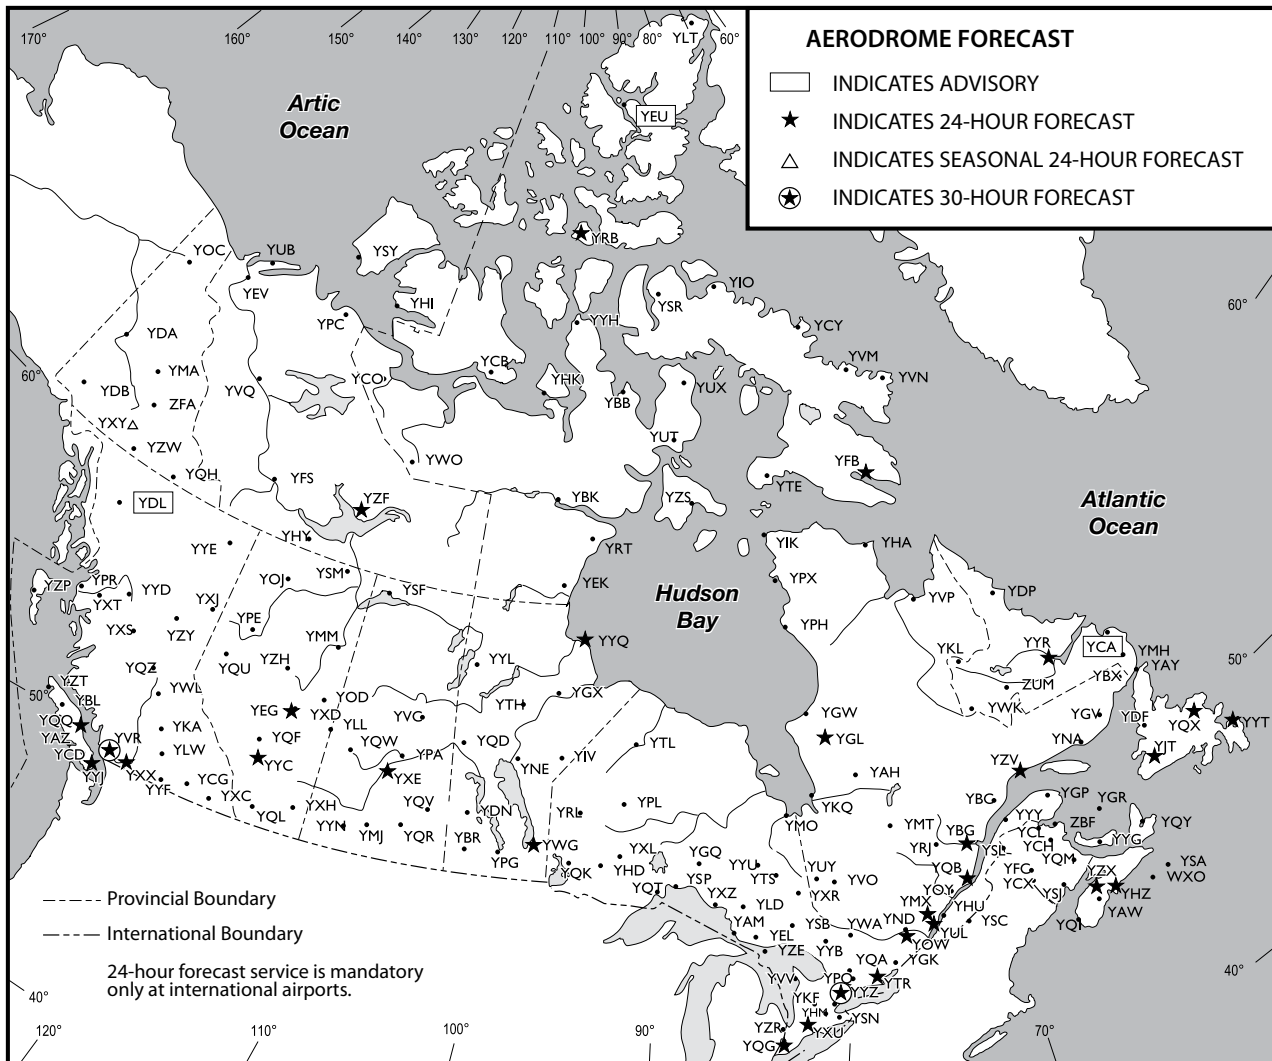 170°
160°
150°
140°
130°
120°
110°
100°
90°
80°
60°
YLT
AERODROME FORECAST
INDICATES ADVISORY
INDICATES 24-HOUR FORECAST
INDICATES SEASONAL 24-HOUR FORECAST
INDICATES 30-HOUR FORECAST
Artic
Ocean
YEU
YRB
YOC
YUB
YSY
YEV
YHI
YPC
YSR
YIO
60°
YYH
YCY
YDA
YMA
YVM
YVN
60°
YDB
YVQ
YCO
YCB
YHK
YBB
YUX
ZFA
XYY
YZW
YUT
YWO
YFB
YQH
YFS
YZF
YBK
YZS
YTE
Atlantic
Ocean
YDL
YYE
YHY
YRT
YIK
YHA
YZP
YPR
YYD
YOJ
YSM
YSF
YEK
Hudson
Bay
YPX
YXT
YXJ
YVP
YDP
YXS
YZY
YPE
YMM
YYQ
YPH
YYR
YCA
YQZ
YQU
YZH
YYL
YKL
YMH
YAY
50°
YZT
YWL
YOD
YTH
YGX
ZUM
YBX
50°
YBL
YEG
YXD
YVC
YGW
YWK
YGV
YDF
YQX
YYT
YQQ
YKA
YLL
YGL
YAZ
YVR
YLW
YQF
YQW
YPA
YQD
YTL
YNA
YJT
YCD
YYJ
YXX
YYF
YYC
YXE
YNE
YIV
YAH
YZV
YCG
YXC
YQL
YXH
YQV
YDN
YRL
YPL
YKQ
YBC
YGP
YGR
YYN
YMJ
YQR
YBR
YMO
YMT
YBG
YYY
YCL
ZBF
YQY
YPG
YWG
YXL
YGQ
YYU
YUY
YRJ
YSL
YCH
YYG
YQK
YHD
YSP
YTS
YVO
YQB
YFC
YQM
YZX
YSA
WXO
YQT
YXZ
YLD
YXR
YOY
YCX
YSJ
YHZ
YAM
YMX
YHU
YAW
YEL
YSB
YWA
YND
YUL
YSC
YQI
YZE
YYB
YOW
YQA
YGK
YVV
YPQ
YTR
YKF
YYZ
YHN
YSN
YZR
YXU
YQG
Provincial Boundary
International Boundary
24-hour forecast service is mandatory
only at international airports.
40°
40°
120°
110°
100°
90°
70°